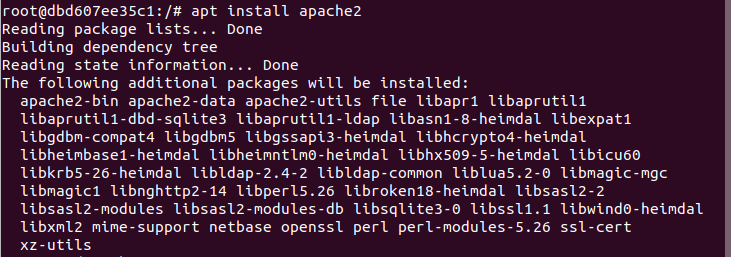 root@dbd607ee35c1:/# apt install apache2
Reading package lists... Done
Building dependency tree
Reading state information... Done
The following additional packages will be installed:
apache2-bin apache2-data apache2-utils file libapr1 libaprutil1
libaprutil1-dbd-sqlite3 libaprutil1-ldap libasn1-8-heimdal libexpat1
libgdbm-compat4 libgdbm5 libgssapi3-heimdal libhcrypto4-heimdal
libheimbase1-heimdal libheimntlm0-heimdal libhx509-5-heimdal libicu60
libkrb5-26-heimdal libldap-2.4-2 libldap-common liblua5.2-0 libmagic-mgc
libmagic1 libnghttp2-14 libperl5.26 libroken18-heimdal libsasl2-2
libsasl2-modules libsasl2-modules-db libsqlite3-0 libssl1.1 libwind0-heimdal
libxml2 mime-support netbase openssl perl perl-modules-5.26 ssl-cert
xz-utils